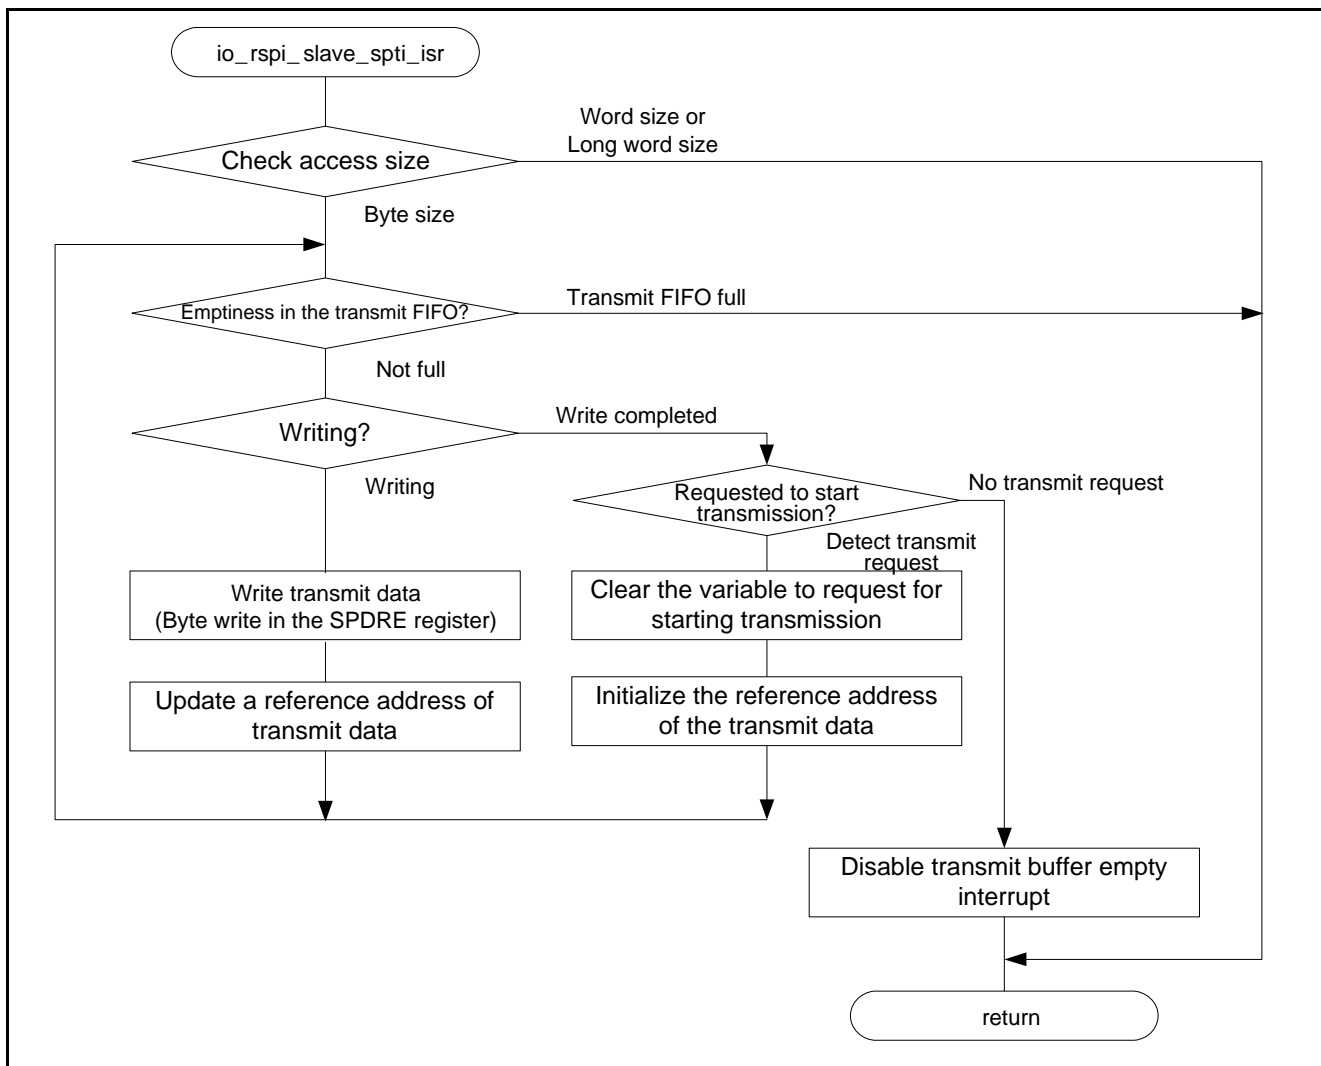 io_rspi_slave_spti_isr
Word size or
Long word size
Check access size
Byte size
Emptiness in the transmit FIFO?
Transmit FIFO full
Not full
Writing?
Write completed
Writing
Requested to start
transmission?
No transmit request
Detect transmit
request
Write transmit data
(Byte write in the SPDRE register)
Clear the variable to request for
starting transmission
Update a reference address of
transmit data
Initialize the reference address
of the transmit data
Disable transmit buffer empty
interrupt
return